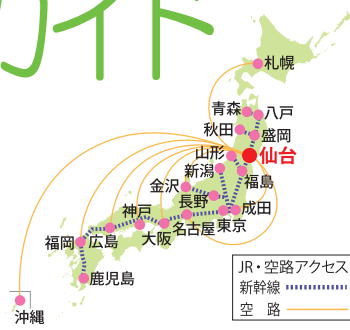 ガイド
札幌
青森
八戸
秋田
盛岡
山形
仙台
新潟
福島
金沢
長野
成田
神戸
東京
名古屋
大阪
福岡
広島
鹿児島
沖縄
JR・空路アクセス
新幹線
空 路